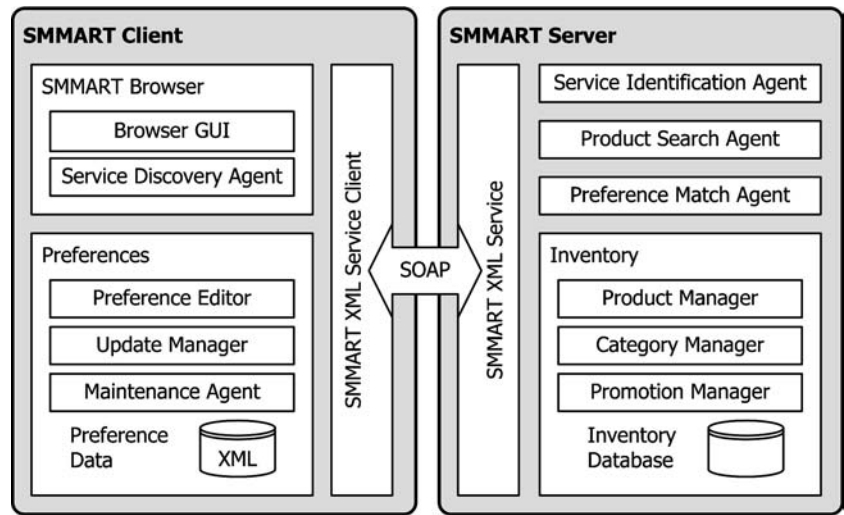 SMMART Client
SMMART Browser
Browser GUI
Service Discovery Agent
Preferences
Preference Editor
Update Manager
Maintenance Agent
Preference
Data
XML
SMMART XML Service Client
SOAP
SMMART Server
SMMART XML Service
Service Identification Agent
Product Search Agent
Preference Match Agent
Inventory
Product Manager
Category Manager
Promotion Manager
Inventory
Database